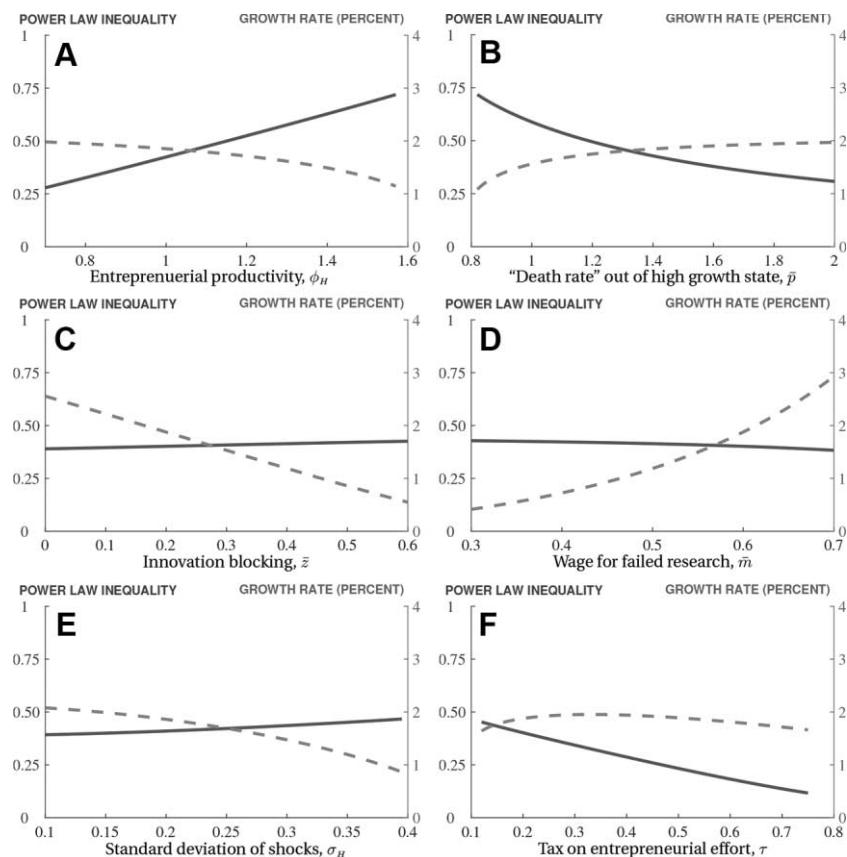 POWER LAW INEQUALITY GROWTH RATE (PERCENT) POWER LAW INEQUALITY GROWTH RATE (PERCENT)
1 4 1 4
A B
0.75 3 0.75 3
0.50 2 0.50 2
0.25 1 0.25 1
0 0 0 0
0.8 1 1.2 1.4 1.6 0.8 1 1.2 1.4 1.6 1.8 2
Entreprenuerial productivity, ϕ_H "Death rate" out of high growth state, p̄
POWER LAW INEQUALITY GROWTH RATE (PERCENT) POWER LAW INEQUALITY GROWTH RATE (PERCENT)
1 4 1 4
C D
0.75 3 0.75 3
0.50 2 0.50 2
0.25 1 0.25 1
0 0 0 0
0 0.1 0.2 0.3 0.4 0.5 0.6 0.3 0.4 0.5 0.6 0.7
Innovation blocking, z̄ Wage for failed research, m̄
POWER LAW INEQUALITY GROWTH RATE (PERCENT) POWER LAW INEQUALITY GROWTH RATE (PERCENT)
1 4 1 4
E F
0.75 3 0.75 3
0.50 2 0.50 2
0.25 1 0.25 1
0 0 0 0
0.1 0.15 0.2 0.25 0.3 0.35 0.4 0.1 0.2 0.3 0.4 0.5 0.6 0.7 0.8
Standard deviation of shocks, σ_H Tax on entrepreneurial effort, τ